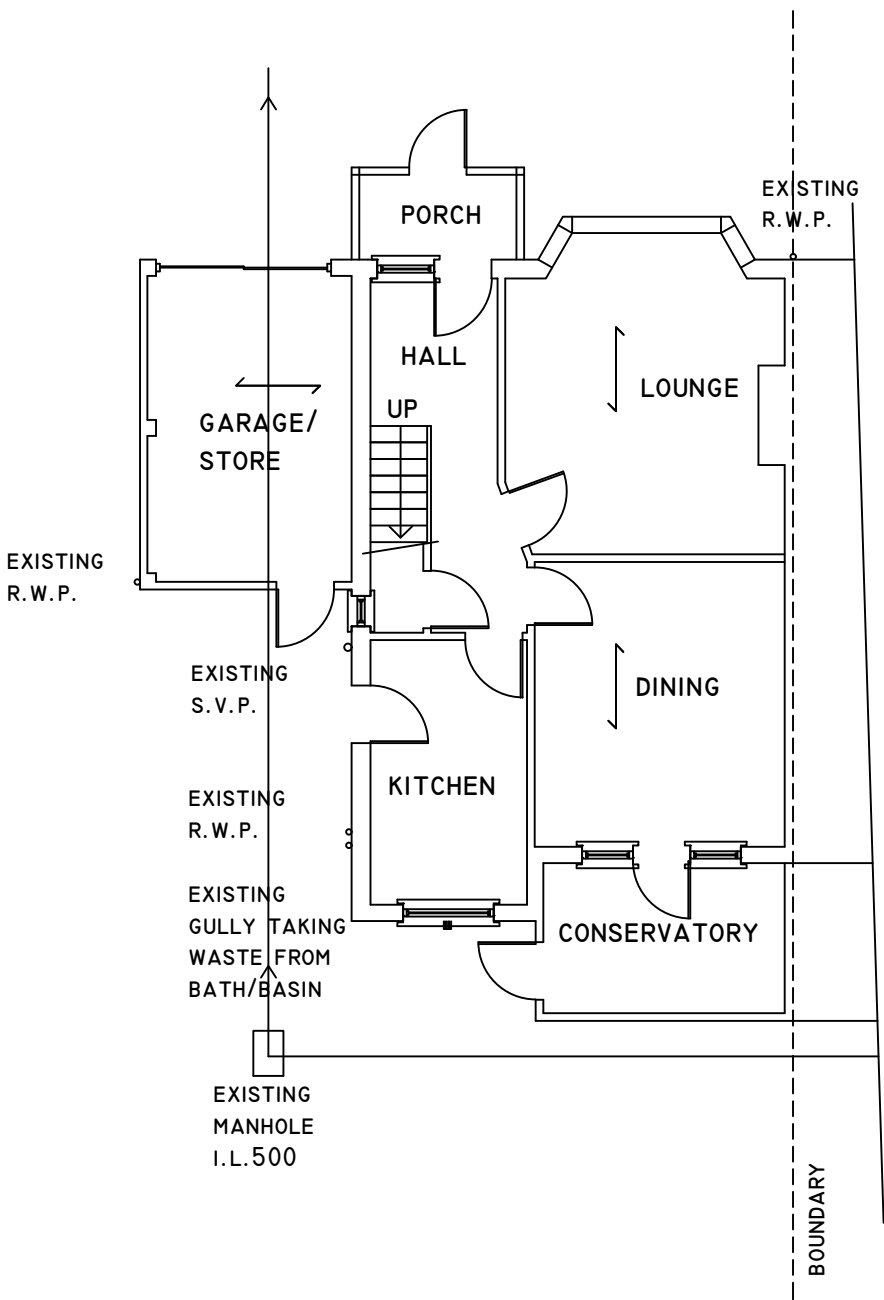 EXISTING
R.W.P.
PORCH
HALL
LOUNGE
UP
GARAGE/
STORE
EXISTING
R.W.P.
EXISTING
S.V.P.
DINING
KITCHEN
EXISTING
R.W.P.
EXISTING
GULLY TAKING
WASTE FROM
BATH/BASIN
CONSERVATORY
EXISTING
MANHOLE
I.L.500
BOUNDARY